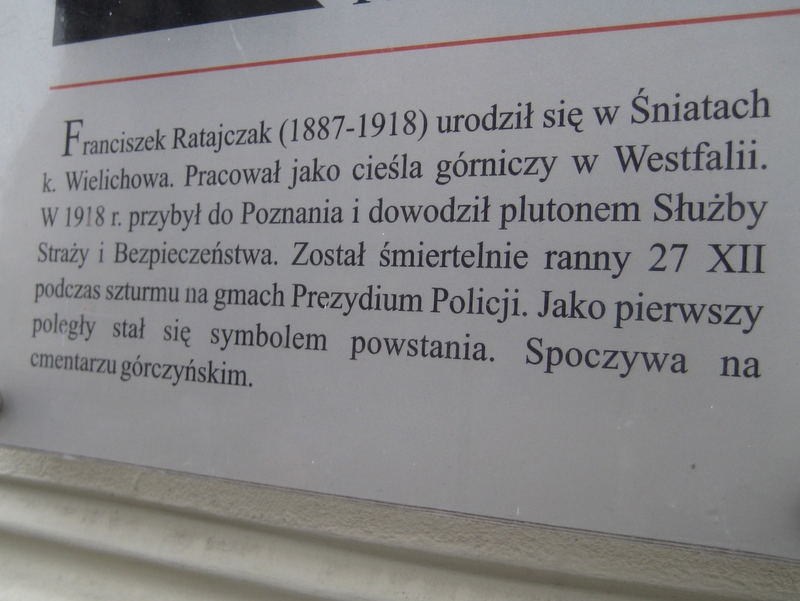 Franciszek Ratajczak (1887-1918) urodził się w Śniatach
k. Wielichowa. Pracował jako cieśla górniczy w Westfalii.
W 1918 r. przybył do Poznania i dowodził plutonem Służby
Straży i Bezpieczeństwa. Został śmiertelnie ranny 27 XII
podczas szturmu na gmach Prezydium Policji. Jako pierwszy
poległy stał się symbolem powstania. Spoczywa na
cmentarzu górczyńskim.